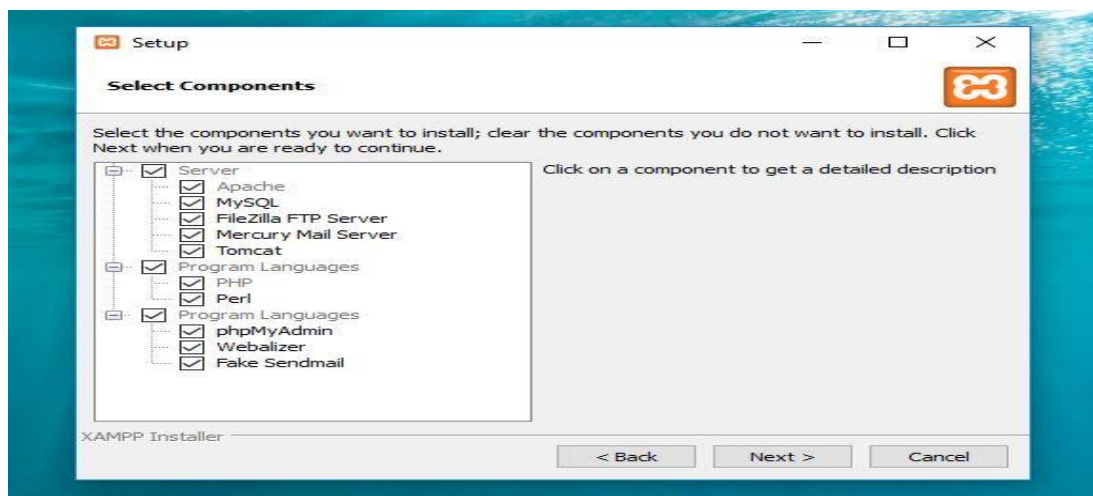 Setup
Select Components
Select the components you want to install; clear the components you do not want to install. Click
Next when you are ready to continue.
Server
Apache
MySQL
FileZilla FTP Server
Mercury Mail Server
Tomcat
Program Languages
PHP
Perl
Program Languages
phpMyAdmin
Webalizer
Fake Sendmail
Click on a component to get a detailed description
XAMPP Installer
< Back
Next >
Cancel